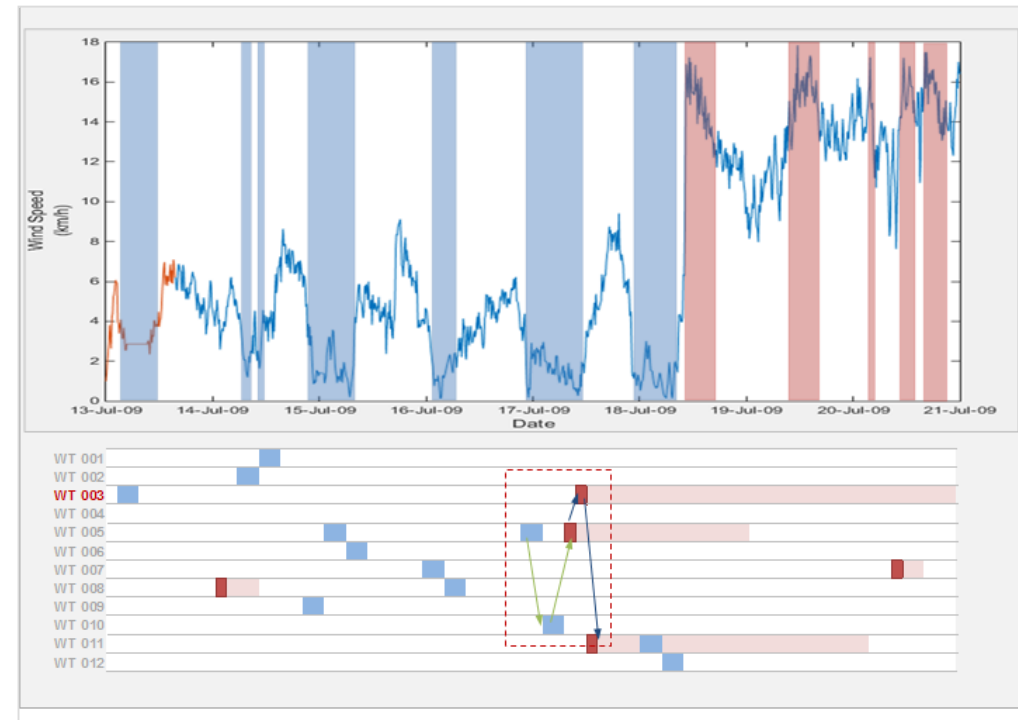 18
16
14
12
10
8
6
4
2
0
Wind Speed
(km/h)
13-Jul-09 14-Jul-09 15-Jul-09 16-Jul-09 17-Jul-09 18-Jul-09 19-Jul-09 20-Jul-09 21-Jul-09
Date
WT 001
WT 002
WT 003
WT 004
WT 005
WT 006
WT 007
WT 008
WT 009
WT 010
WT 011
WT 012